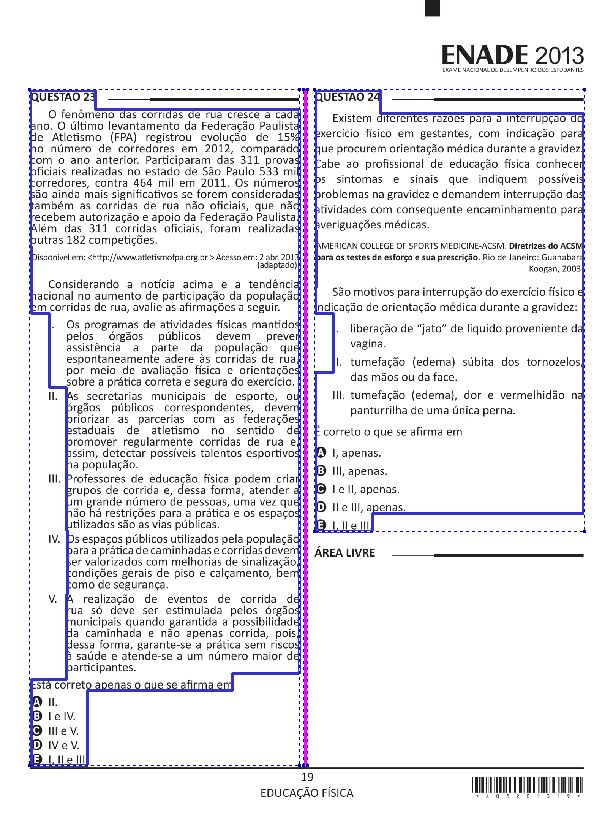 ENADE 2013
EXAME NACIONAL DE DESEMPENHO DOS ESTUDANTES
QUESTÃO 23
O fenômeno das corridas de rua cresce a cada
ano. O último levantamento da Federação Paulista
de Atletismo (FPA) registrou evolução de 15%
no número de corredores em 2012, comparado
com o ano anterior. Participaram das 311 provas
oficiais realizadas no estado de São Paulo 533 mil
corredores, contra 464 mil em 2011. Os números
são ainda mais significativos se forem consideradas
também as corridas de rua não oficiais, que não
recebem autorização e apoio da Federação Paulista.
Além das 311 corridas oficiais, foram realizadas
outras 182 competições.
Disponível em: <http://www.atletismofpa.org.br > Acesso em: 2 abr. 2013
(adaptado)
Considerando a notícia acima e a tendência
nacional no aumento de participação da população
em corridas de rua, avalie as afirmações a seguir.
I. Os programas de atividades físicas mantidos
pelos órgãos públicos devem prever
assistência a parte da população que
espontaneamente adere às corridas de rua,
por meio de avaliação física e orientações
sobre a prática correta e segura do exercício.
II. As secretarias municipais de esporte, ou
órgãos públicos correspondentes, devem
priorizar as parcerias com as federações
estaduais de atletismo no sentido de
promover regularmente corridas de rua e,
assim, detectar possíveis talentos esportivos
na população.
III. Professores de educação física podem criar
grupos de corrida e, dessa forma, atender a
um grande número de pessoas, uma vez que
não há restrições para a prática e os espaços
utilizados são as vias públicas.
IV. Os espaços públicos utilizados pela população
para a prática de caminhadas e corridas devem
ser valorizados com melhorias de sinalização,
condições gerais de piso e calçamento, bem
como de segurança.
V. A realização de eventos de corrida de
rua só deve ser estimulada pelos órgãos
municipais quando garantida a possibilidade
da caminhada e não apenas corrida, pois,
dessa forma, garante-se a prática sem riscos
à saúde e atende-se a um número maior de
participantes.
Está correto apenas o que se afirma em
A II.
B I e IV.
C III e V.
D IV e V.
E I, II e III.
QUESTÃO 24
Existem diferentes razões para a interrupção do
exercício físico em gestantes, com indicação para
que procurem orientação médica durante a gravidez.
Cabe ao profissional de educação física conhecer
os sintomas e sinais que indiquem possíveis
problemas na gravidez e demandem interrupção das
atividades com consequente encaminhamento para
averiguações médicas.
AMERICAN COLLEGE OF SPORTS MEDICINE-ACSM. Diretrizes do ACSM
para os testes de esforço e sua prescrição. Rio de Janeiro: Guanabara
Koogan, 2003.
São motivos para interrupção do exercício físico e
indicação de orientação médica durante a gravidez:
I. liberação de “jato” de liquido proveniente da
vagina.
II. tumefação (edema) súbita dos tornozelos,
das mãos ou da face.
III. tumefação (edema), dor e vermelhidão na
panturrilha de uma única perna.
É correto o que se afirma em
A I, apenas.
B III, apenas.
C I e II, apenas.
D II e III, apenas.
E I, II e III.
ÁREA LIVRE
19
EDUCAÇÃO FÍSICA